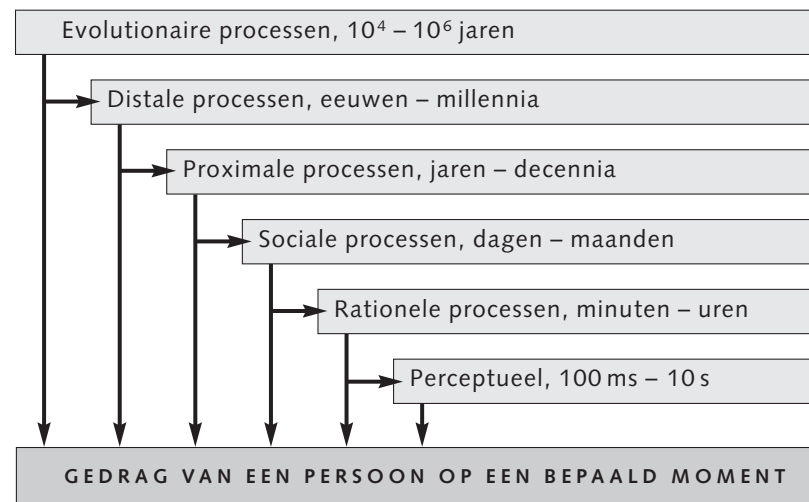 Evolutionaire processen, 10⁴ – 10⁶ jaren
Distale processen, eeuwen – millennia
Proximale processen, jaren – decennia
Sociale processen, dagen – maanden
Rationele processen, minuten – uren
Perceptueel, 100 ms – 10 s
GEDRAG VAN EEN PERSOON OP EEN BEPAALD MOMENT